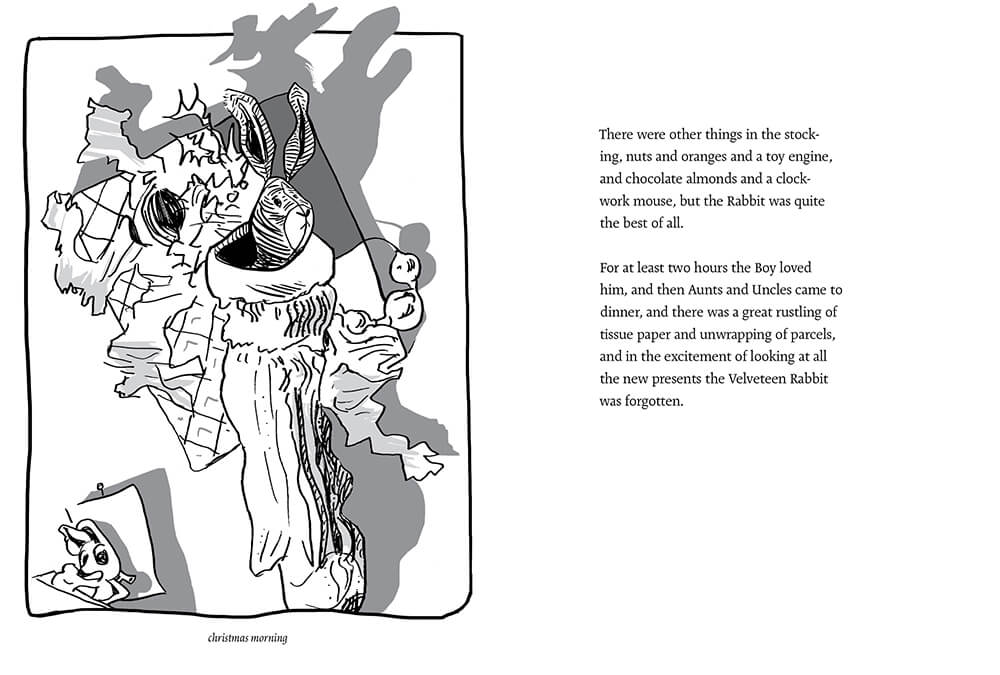 There were other things in the stock-
ing, nuts and oranges and a toy engine,
and chocolate almonds and a clock-
work mouse, but the Rabbit was quite
the best of all.
For at least two hours the Boy loved
him, and then Aunts and Uncles came to
dinner, and there was a great rustling of
tissue paper and unwrapping of parcels,
and in the excitement of looking at all
the new presents the Velveteen Rabbit
was forgotten.
christmas morning